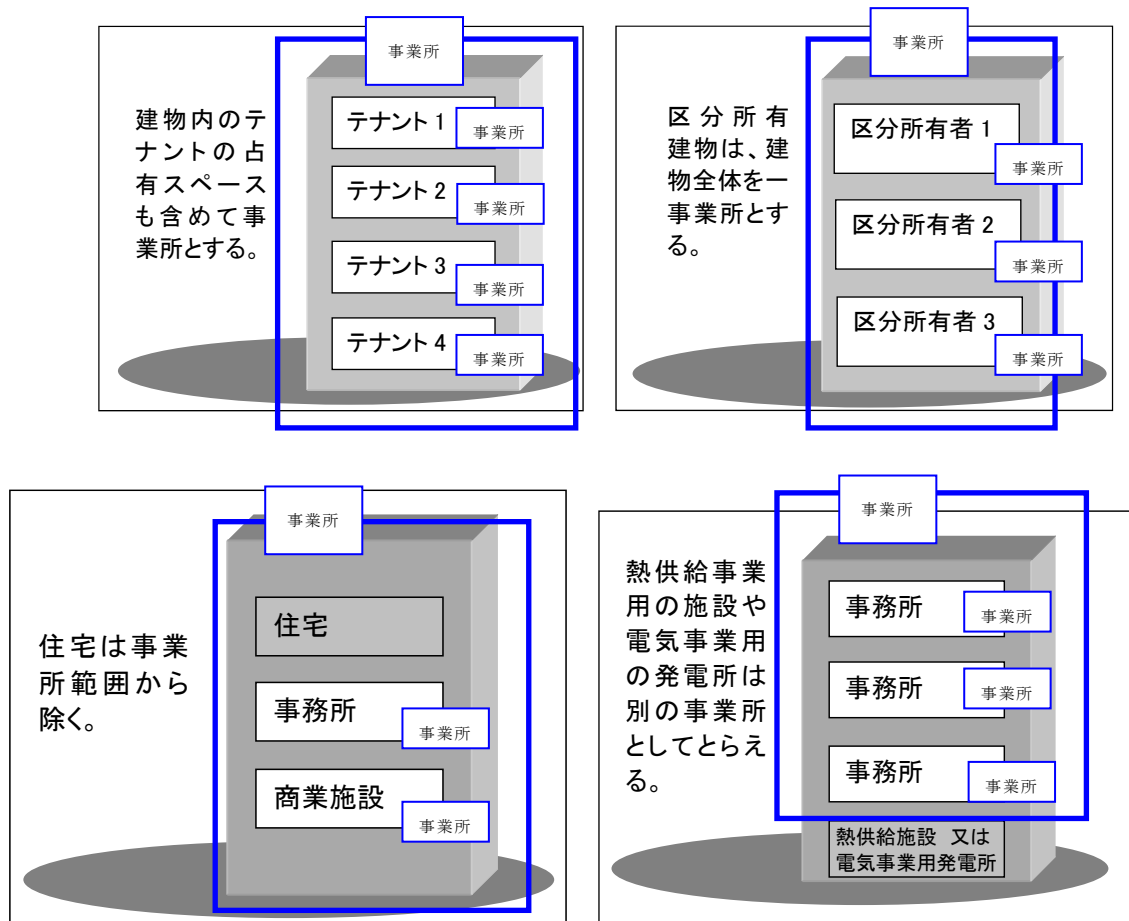 事業所
建物内のテ
ナントの占
有スペース
も含めて事
業所とする。
テナント 1
事業所
テナント 2
事業所
テナント 3
事業所
テナント 4
事業所
事業所
区分所有
建物は、建
物全体を一
事業所とす
る。
区分所有者 1
事業所
区分所有者 2
事業所
区分所有者 3
事業所
事業所
住宅は事業
所範囲から
除く。
住宅
事務所
事業所
商業施設
事業所
事業所
熱供給事業
用の施設や
電気事業用
の発電所は
別の事業所
としてとらえ
る。
事務所
事業所
事務所
事業所
事務所
事業所
熱供給施設 又は
電気事業用発電所